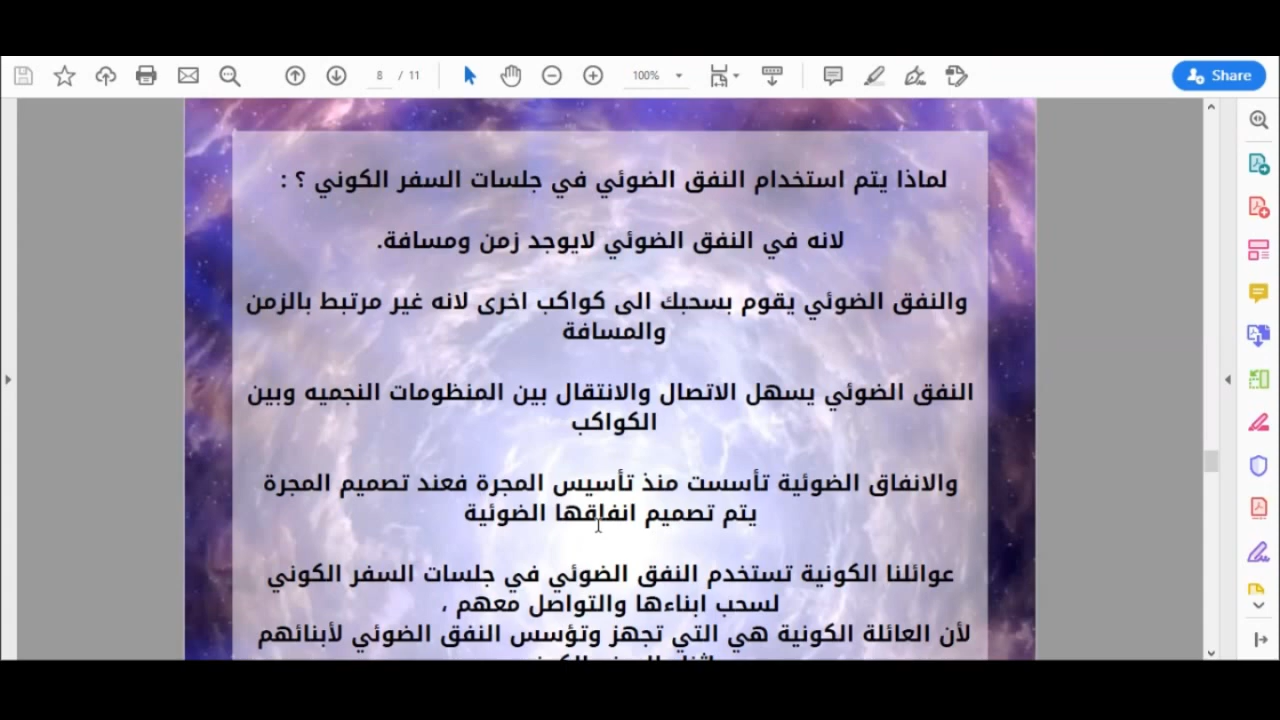 8 / 11
100%
Share
لماذا يتم استخدام النفق الضوئي في جلسات السفر الكوني ؟ :
لانه في النفق الضوئي لايوجد زمن ومسافة.
والنفق الضوئي يقوم بسحبك الى كواكب اخرى لانه غير مرتبط بالزمن
والمسافة
النفق الضوئي يسهل الاتصال والانتقال بين المنظومات النجميه وبين
الكواكب
والانفاق الضوئية تأسست منذ تأسيس المجرة فعند تصميم المجرة
يتم تصميم انفاقها الضوئية
عوائلنا الكونية تستخدم النفق الضوئي في جلسات السفر الكوني
لسحب ابناءها والتواصل معهم ،
لأن العائلة الكونية هي التي تجهز وتؤسس النفق الضوئي لأبنائهم